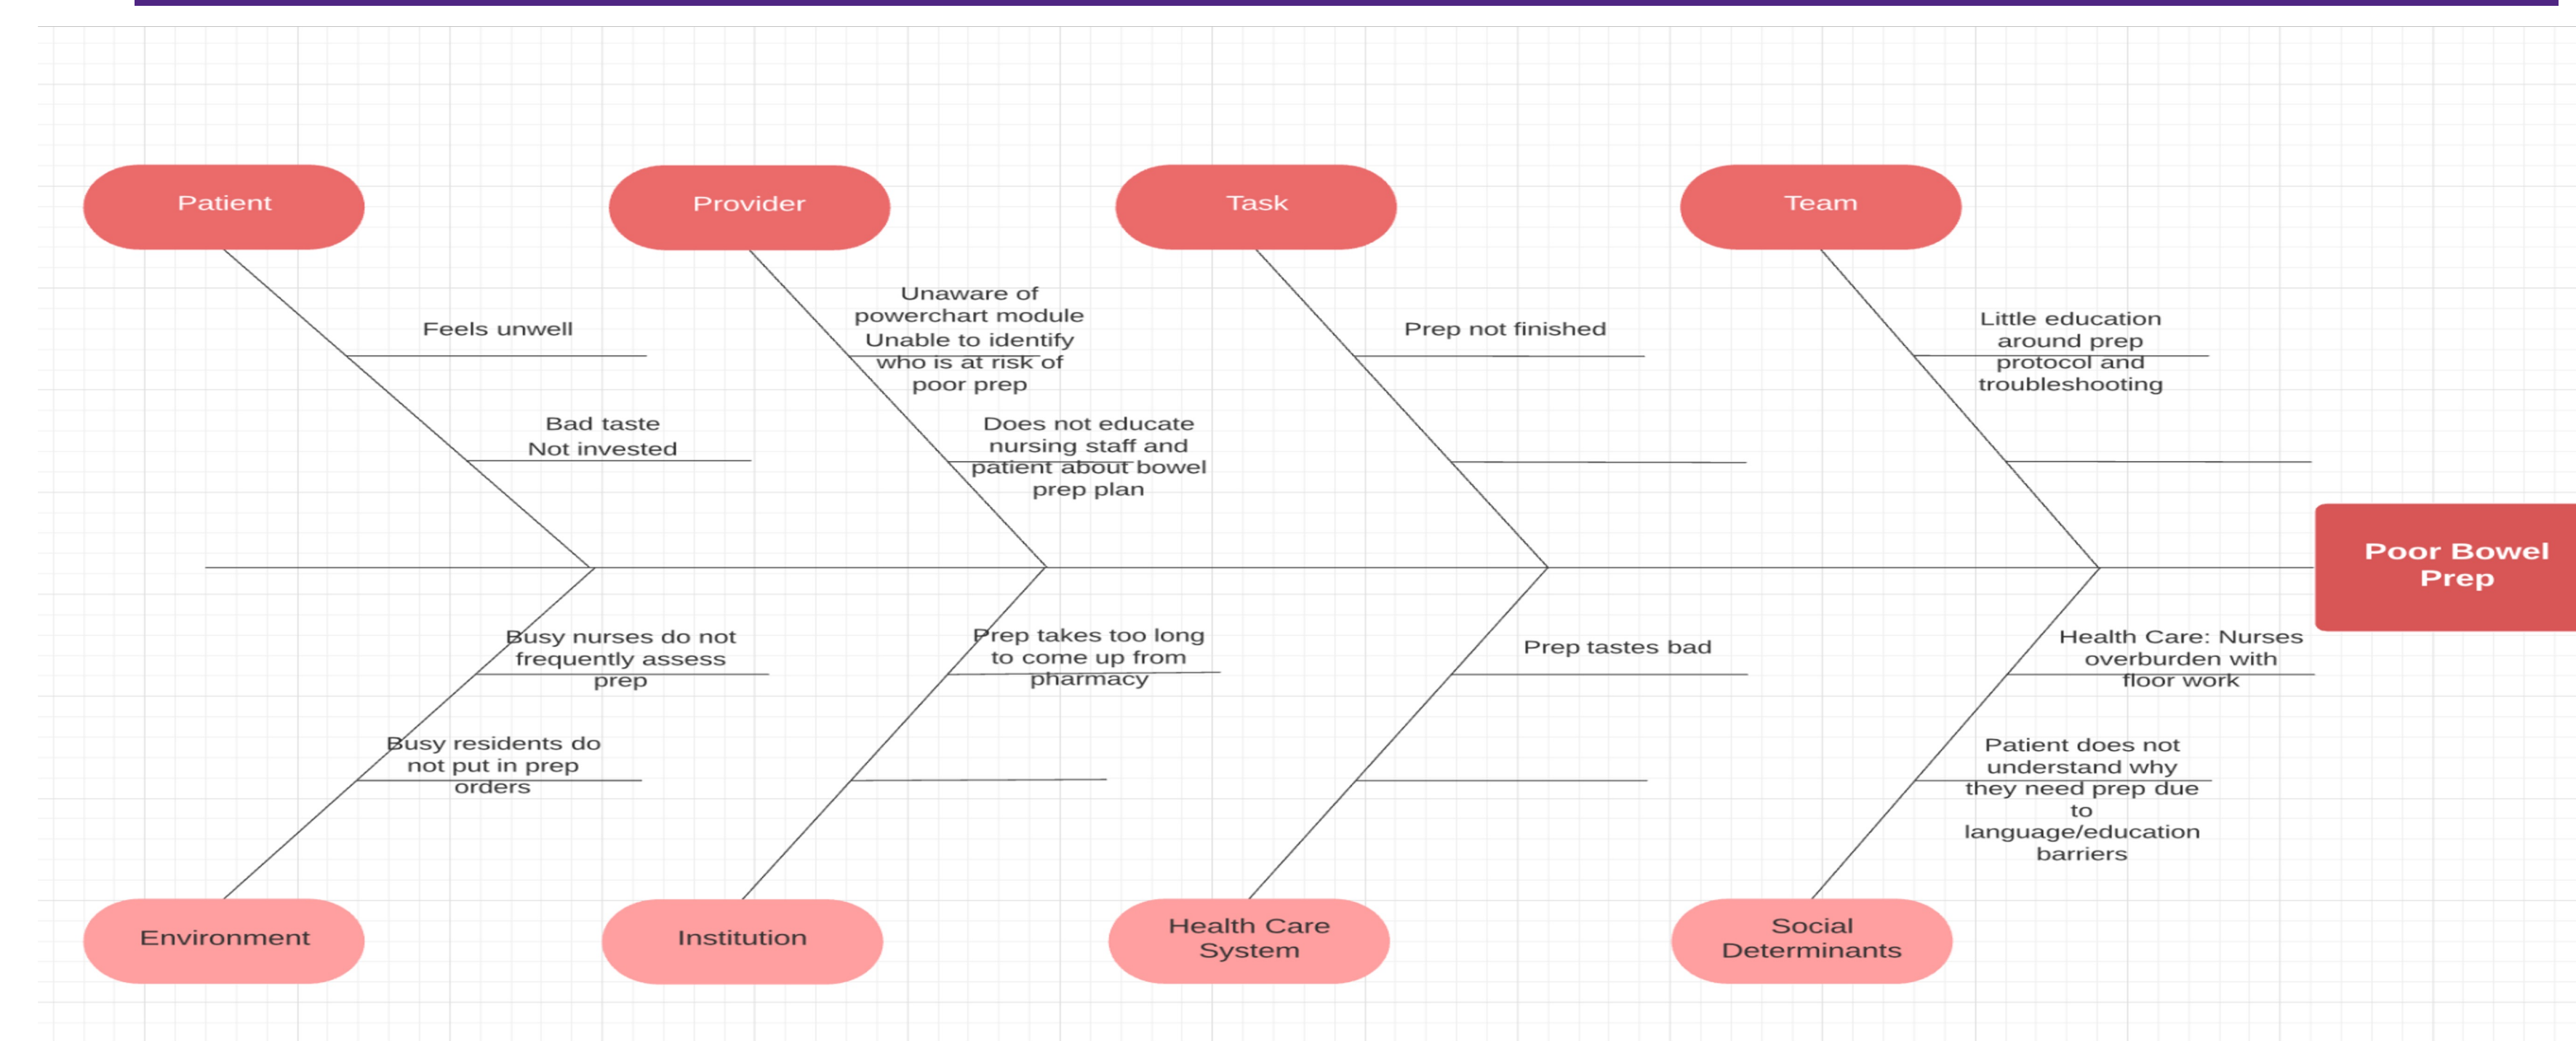 Patient
Provider
Task
Team
Feels unwell
Bad taste
Not invested
Unaware of
powerchart module
Unable to identify
who is at risk of
poor prep
Does not educate
nursing staff and
patient about bowel
prep plan
Prep not finished
Little education
around prep
protocol and
troubleshooting
Poor Bowel
Prep
Busy nurses do not
frequently assess
prep
Busy residents do
not put in prep
orders
Prep takes too long
to come up from
pharmacy
Prep tastes bad
Health Care: Nurses
overburden with
floor work
Patient does not
understand why
they need prep due
to
language/education
barriers
Environment
Institution
Health Care
System
Social
Determinants